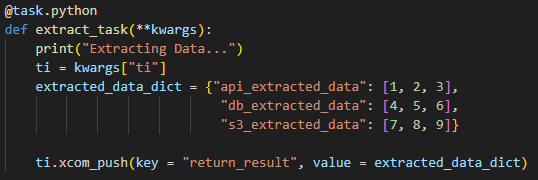 @task.python
def extract_task(**kwargs):
    print("Extracting Data...")
    ti = kwargs["ti"]
    extracted_data_dict = {"api_extracted_data": [1, 2, 3],
                           "db_extracted_data": [4, 5, 6],
                           "s3_extracted_data": [7, 8, 9]}
    ti.xcom_push(key = "return_result", value = extracted_data_dict)